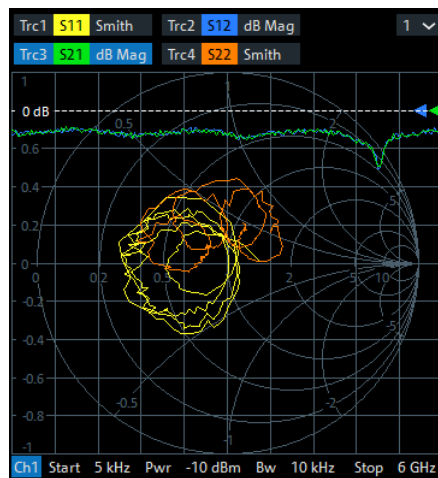 Trc1 S11 Smith Trc2 S12 dB Mag 1
Trc3 S21 dB Mag Trc4 S22 Smith
1 1
0.5 2
0 dB
0.6
0.4 5
0.2
0 0 0.2 0.5 1 2 5 10
-0.2
-5
-0.4
-0.6
-0.5 -2
-0.8
-1
-1
Ch1 Start 5 kHz Pwr -10 dBm Bw 10 kHz Stop 6 GHz